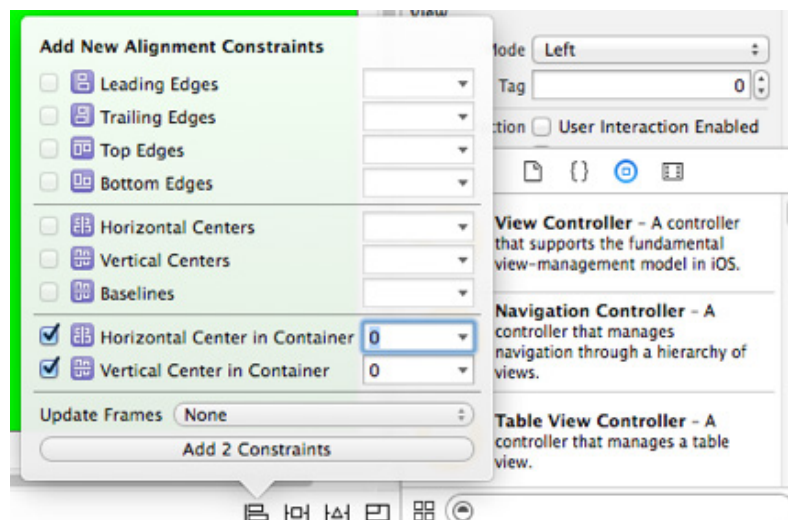 View
Add New Alignment Constraints
Mode Left
Leading Edges
Tag 0
Trailing Edges
User Interaction Enabled
Top Edges
Bottom Edges
{}
Horizontal Centers
Vertical Centers
Baselines
Horizontal Center in Container 0
Vertical Center in Container 0
Update Frames None
Add 2 Constraints
View Controller – A controller
that supports the fundamental
view-management model in iOS.
Navigation Controller – A
controller that manages
navigation through a hierarchy of
views.
Table View Controller – A
controller that manages a table
view.